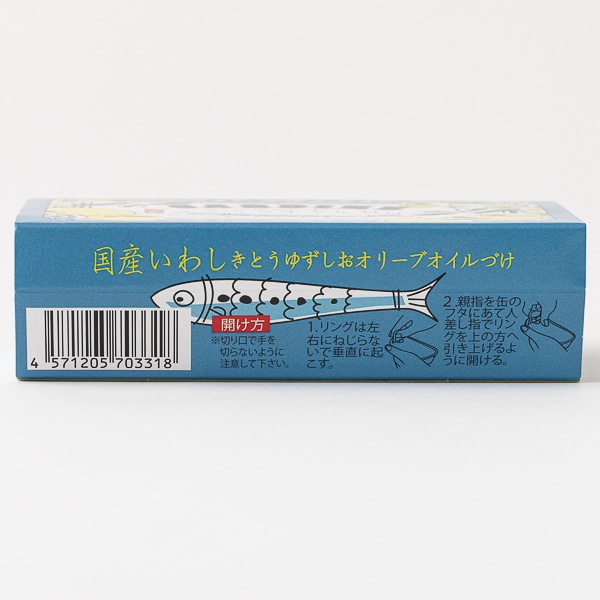 国産いわしきとうゆずしおオリーブオイルづけ
開け方
※切り口で手を
切らないように
注意して下さい。
1.リングは左
右にねじらな
いで垂直に起
こす。
2.親指を缶の
フタにあて人
差し指でリン
グを上の方へ
引き上げるよ
うに開ける。
4 571205 703318